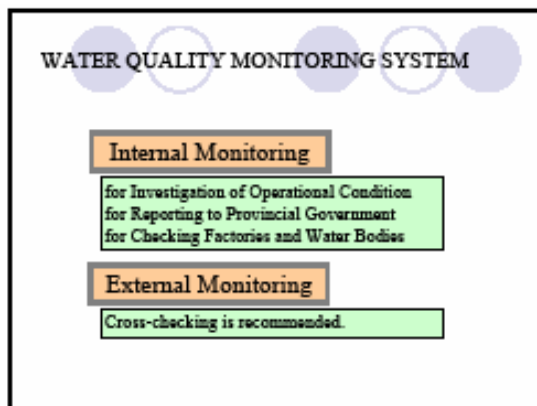 WATER QUALITY MONITORING SYSTEM
Internal Monitoring
for Investigation of Operational Condition
for Reporting to Provincial Government
for Checking Factories and Water Bodies
External Monitoring
Cross-checking is recommended.